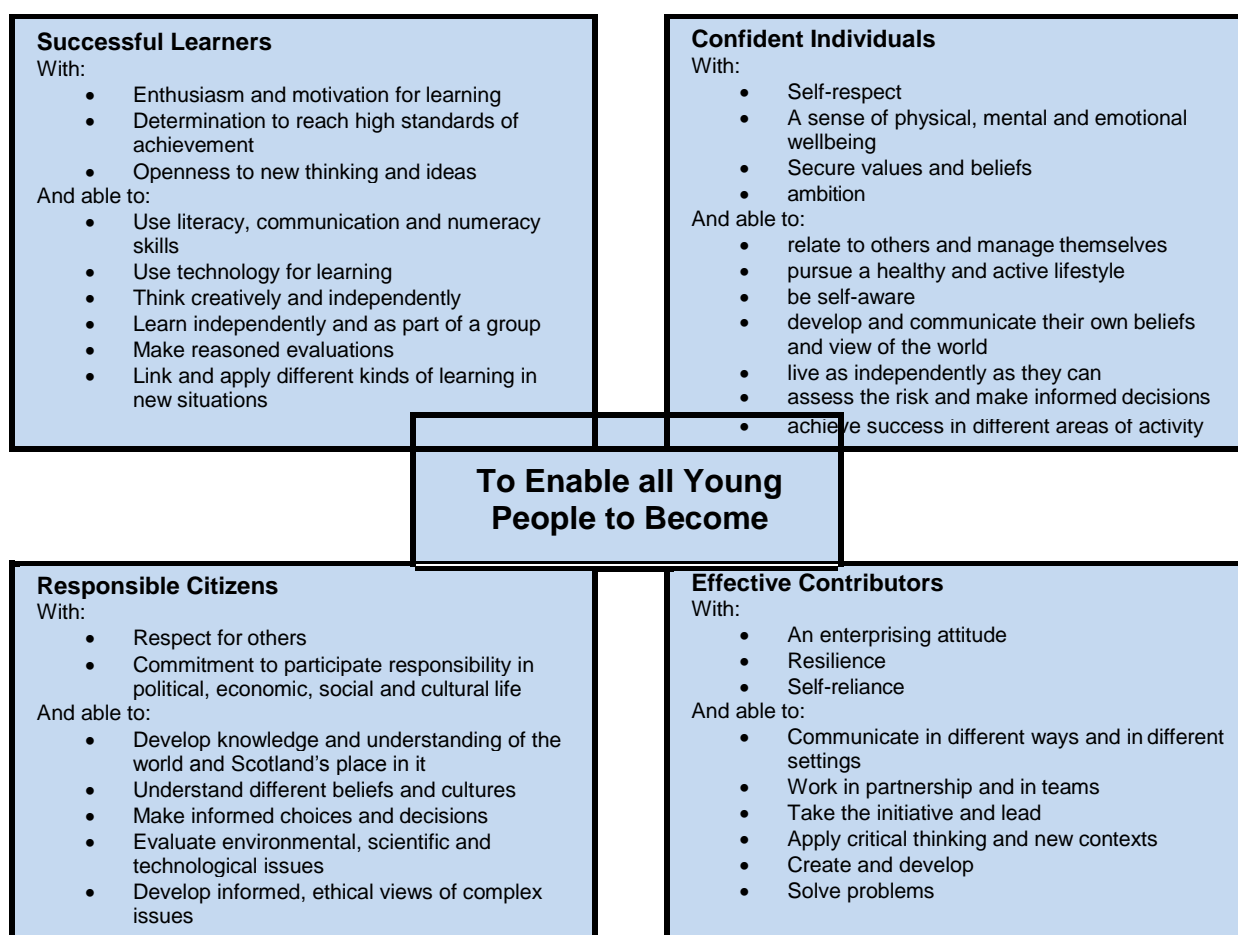 Successful Learners
With:
• Enthusiasm and motivation for learning
• Determination to reach high standards of
achievement
• Openness to new thinking and ideas
And able to:
• Use literacy, communication and numeracy
skills
• Use technology for learning
• Think creatively and independently
• Learn independently and as part of a group
• Make reasoned evaluations
• Link and apply different kinds of learning in
new situations
Confident Individuals
With:
• Self-respect
• A sense of physical, mental and emotional
wellbeing
• Secure values and beliefs
• ambition
And able to:
• relate to others and manage themselves
• pursue a healthy and active lifestyle
• be self-aware
• develop and communicate their own beliefs
and view of the world
• live as independently as they can
• assess the risk and make informed decisions
• achieve success in different areas of activity
To Enable all Young
People to Become
Responsible Citizens
With:
• Respect for others
• Commitment to participate responsibility in
political, economic, social and cultural life
And able to:
• Develop knowledge and understanding of the
world and Scotland's place in it
• Understand different beliefs and cultures
• Make informed choices and decisions
• Evaluate environmental, scientific and
technological issues
• Develop informed, ethical views of complex
issues
Effective Contributors
With:
• An enterprising attitude
• Resilience
• Self-reliance
And able to:
• Communicate in different ways and in different
settings
• Work in partnership and in teams
• Take the initiative and lead
• Apply critical thinking and new contexts
• Create and develop
• Solve problems